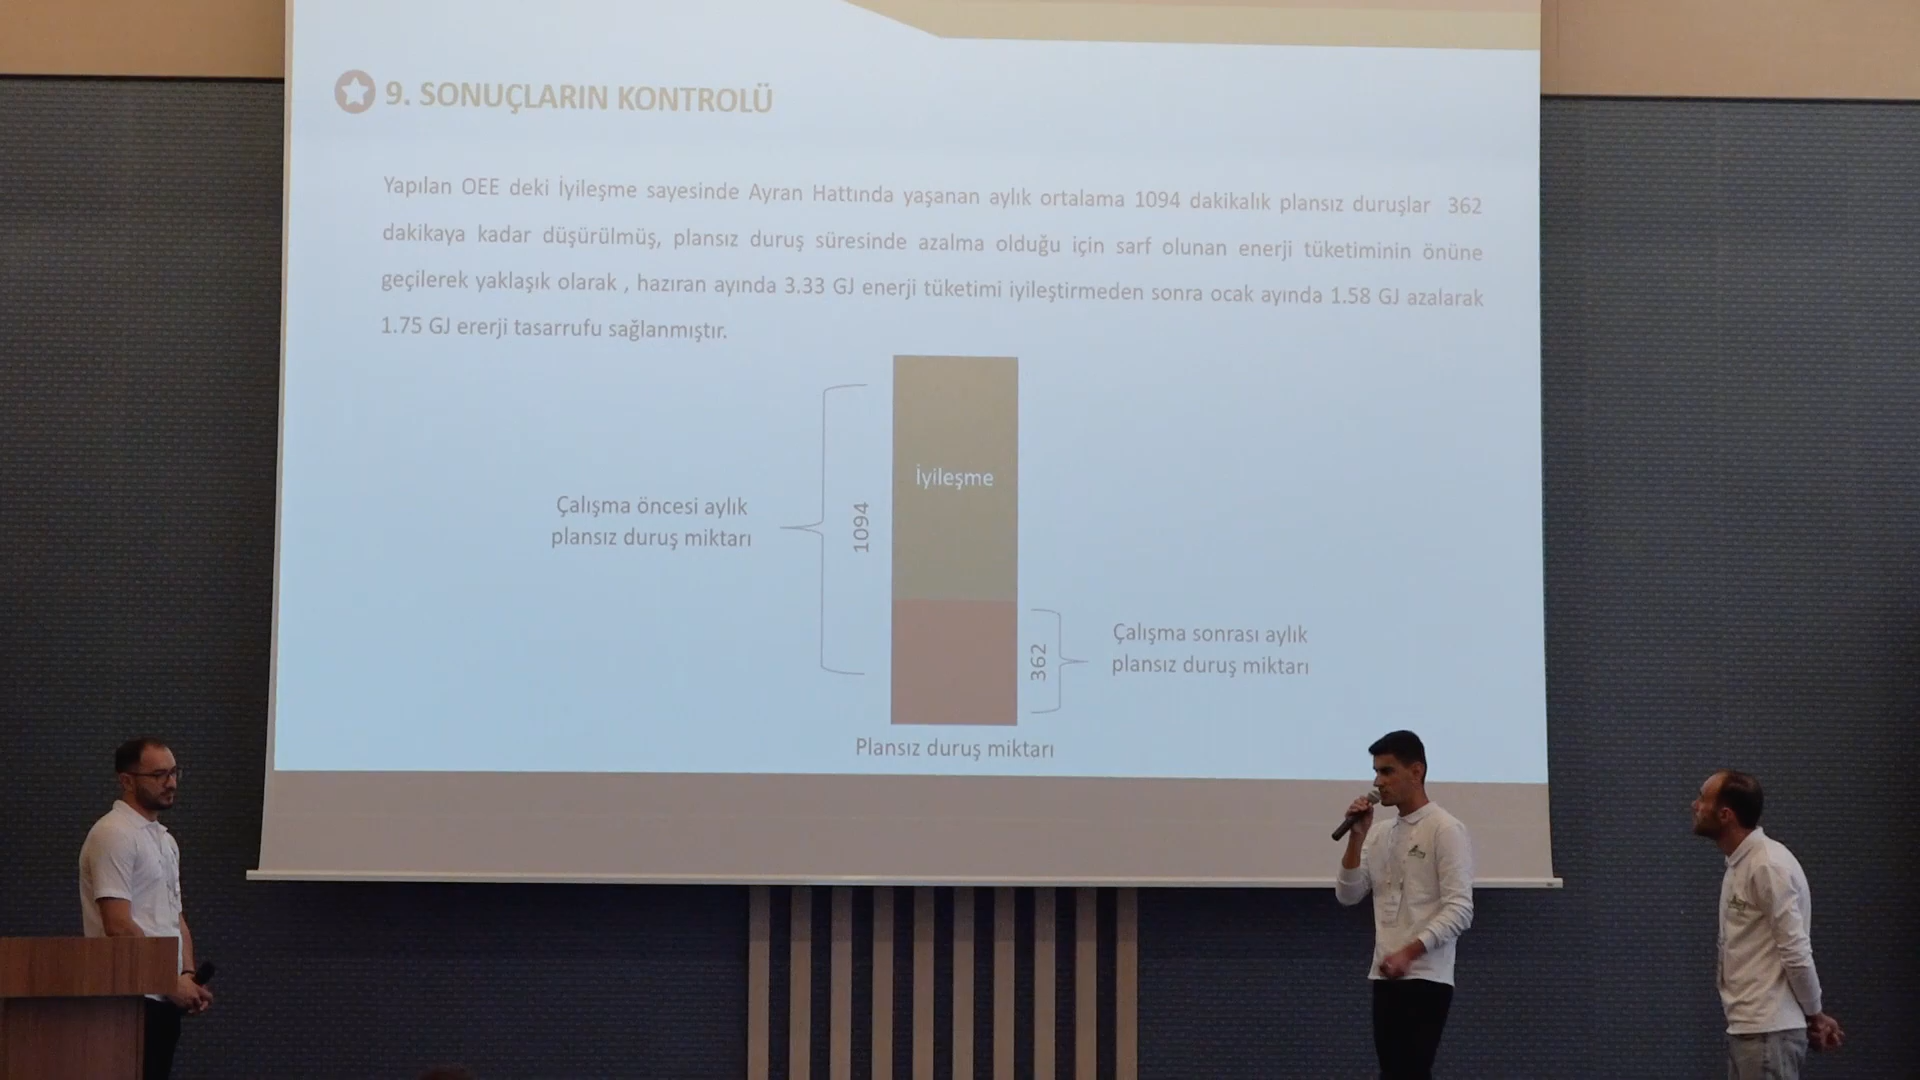 9. SONUÇLARIN KONTROLÜ
Yapılan OEE deki İyileşme sayesinde Ayran Hattında yaşanan aylık ortalama 1094 dakikalık plansız duruşlar 362
dakikaya kadar düşürülmüş, plansız duruş süresinde azalma olduğu için sarf olunan enerji tüketiminin önüne
geçilerek yaklaşık olarak , haziran ayında 3.33 GJ enerji tüketimi iyileştirmeden sonra ocak ayında 1.58 GJ azalarak
1.75 GJ ererji tasarrufu sağlanmıştır.
İyileşme
Çalışma öncesi aylık
plansız duruş miktarı
1094
Çalışma sonrası aylık
plansız duruş miktarı
362
Plansız duruş miktarı